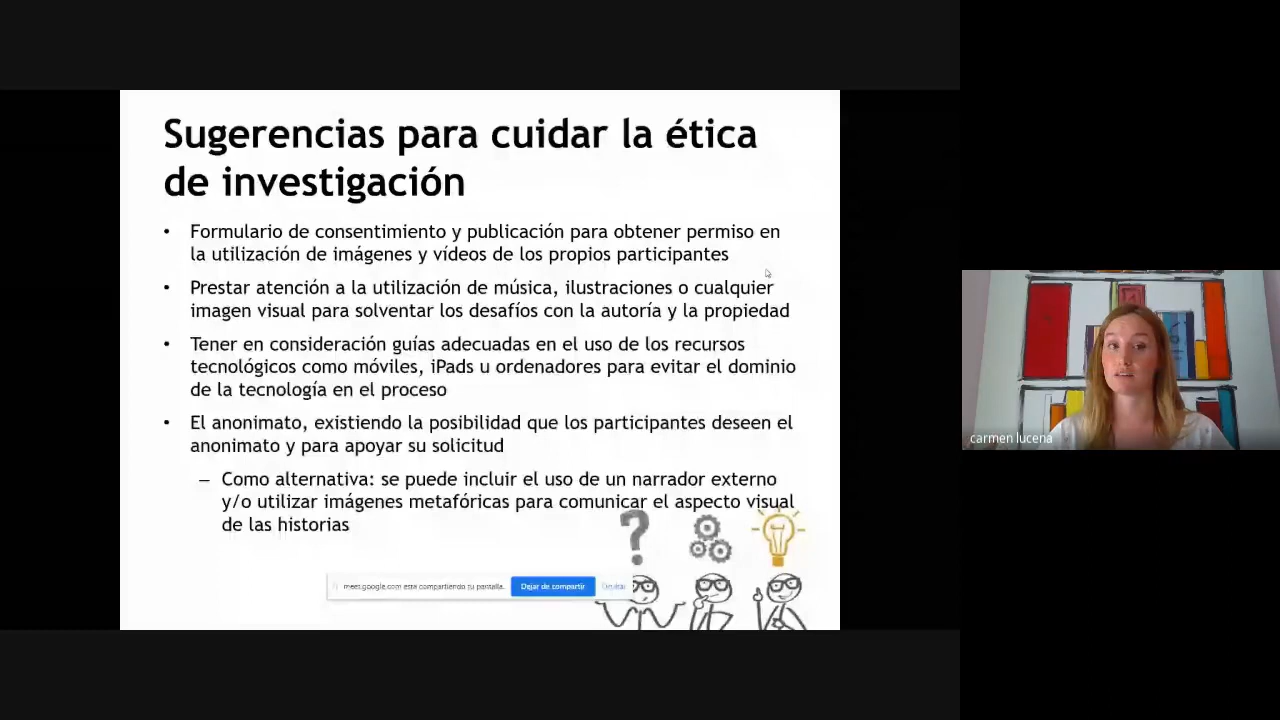 Sugerencias para cuidar la ética
de investigación
• Formulario de consentimiento y publicación para obtener permiso en
la utilización de imágenes y vídeos de los propios participantes
• Prestar atención a la utilización de música, ilustraciones o cualquier
imagen visual para solventar los desafíos con la autoría y la propiedad
• Tener en consideración guías adecuadas en el uso de los recursos
tecnológicos como móviles, iPads u ordenadores para evitar el dominio
de la tecnología en el proceso
• El anonimato, existiendo la posibilidad que los participantes deseen el
anonimato y para apoyar su solicitud
– Como alternativa: se puede incluir el uso de un narrador externo
y/o utilizar imágenes metafóricas para comunicar el aspecto visual
de las historias
?
meet.google.com está compartiendo tu pantalla. Dejar de compartir Ocultar
carmen lucena